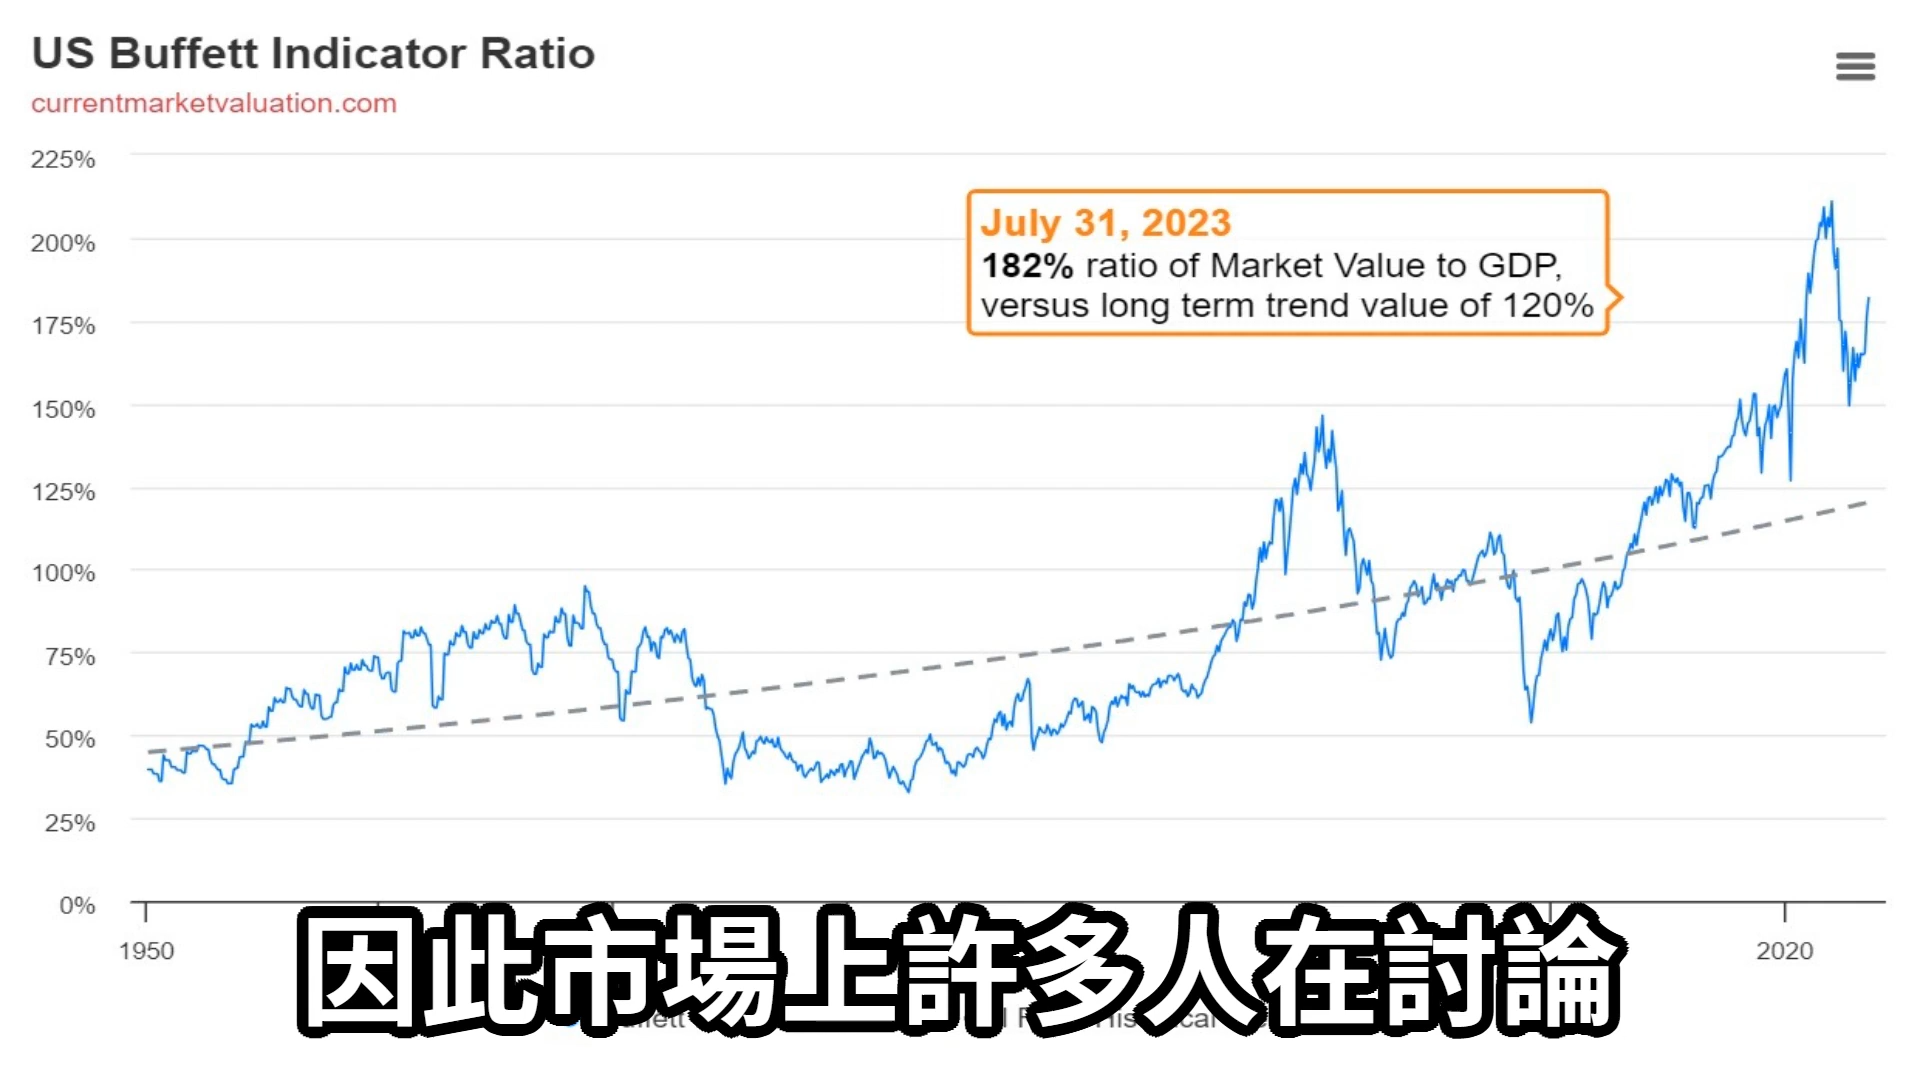 US Buffett Indicator Ratio
currentmarketvaluation.com
225%
200%
175%
150%
125%
100%
75%
50%
25%
0%
July 31, 2023
182% ratio of Market Value to GDP,
versus long term trend value of 120%
1950
2020
因此市場上許多人在討論